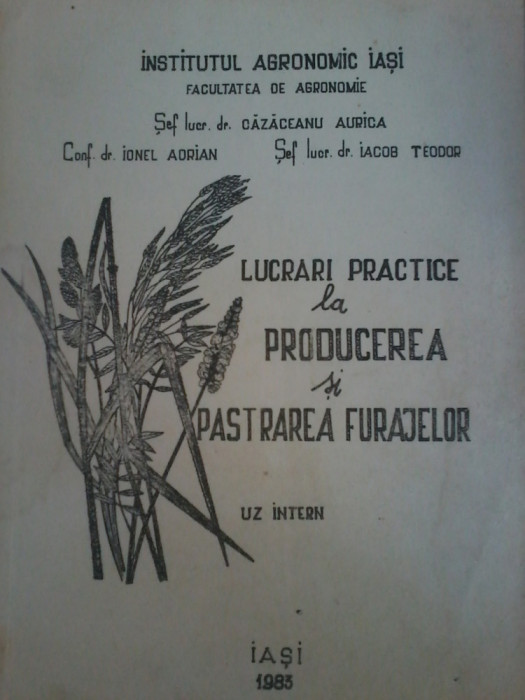 INSTITUTUL AGRONOMIC IAȘI
FACULTATEA DE AGRONOMIE
Șef lucr. dr. CĂZĂCEANU AURICA
Conf. dr. IONEL ADRIAN Șef lucr. dr. IACOB TEODOR
LUCRARI PRACTICE
la
PRODUCEREA
și
PASTRAREA FURAJELOR
UZ INTERN
IAȘI
1983